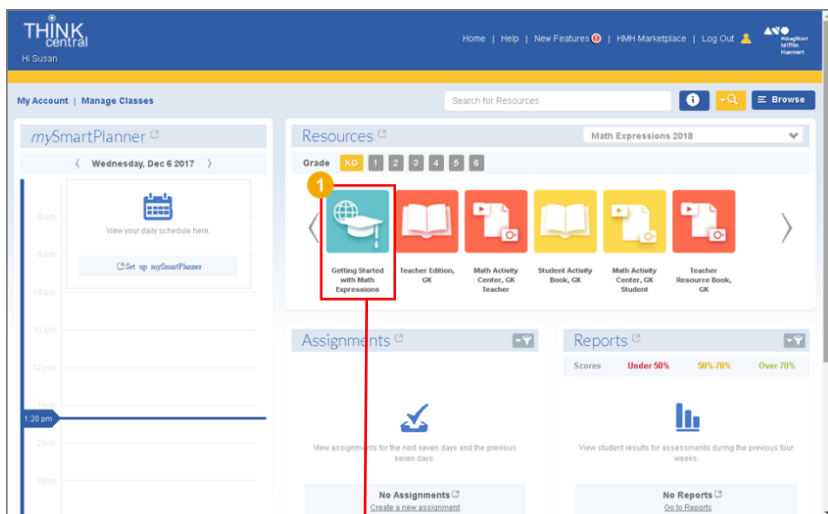 THINK
central
Hi Susan
Home | Help | New Features | HMH Marketplace | Log Out
Houghton
Mifflin
Harcourt
My Account | Manage Classes
Search for Resources
Browse
mySmartPlanner
Wednesday, Dec 6 2017
8am
9am
10am
11am
12pm
1pm
1:20 pm
2pm
3pm
View your daily schedule here.
Set up mySmartPlanner
Resources
Math Expressions 2018
Grade KG 1 2 3 4 5 6
1
Getting Started
with Math
Expressions
Teacher Edition,
GK
Math Activity
Center, GK
Teacher
Student Activity
Book, GK
Math Activity
Center, GK
Student
Teacher
Resource Book,
GK
Assignments
View assignments for the next seven days and the previous
seven days.
No Assignments
Create a new assignment
Reports
Scores Under 50% 50%-70% Over 70%
View student results for assessments during the previous four
weeks.
No Reports
Go to Reports